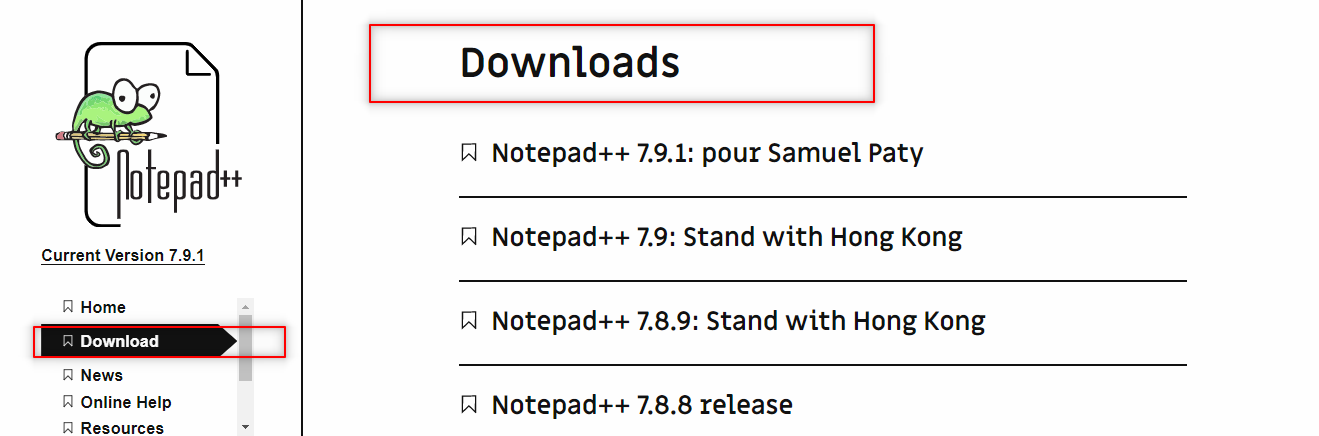 Notepad++
Current Version 7.9.1
Home
Download
News
Online Help
Resources
Downloads
Notepad++ 7.9.1: pour Samuel Paty
Notepad++ 7.9: Stand with Hong Kong
Notepad++ 7.8.9: Stand with Hong Kong
Notepad++ 7.8.8 release